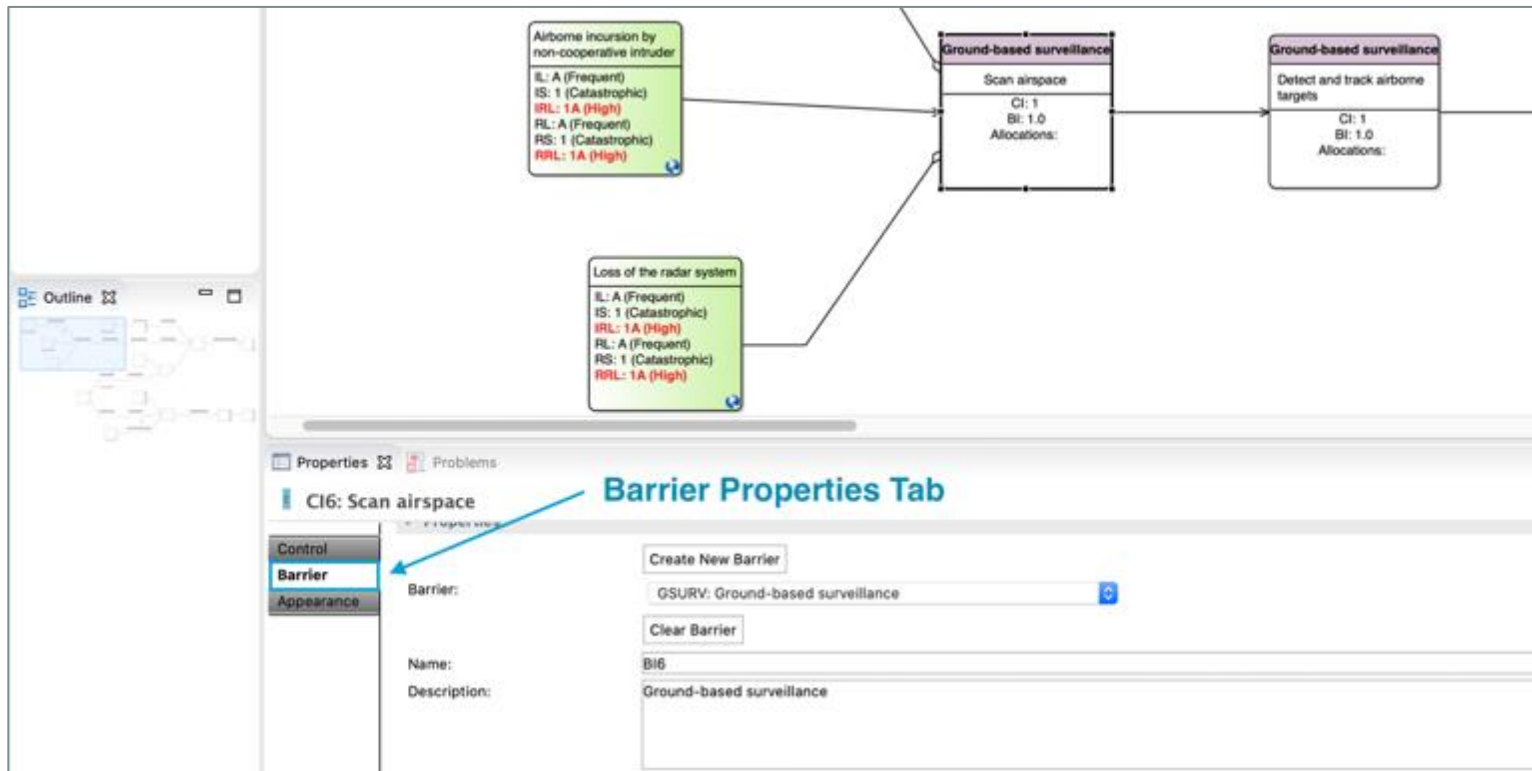 Airborne incursion by
non-cooperative intruder
IL: A (Frequent)
IS: 1 (Catastrophic)
IRL: 1A (High)
RL: A (Frequent)
RS: 1 (Catastrophic)
RRL: 1A (High)
Ground-based surveillance
Scan airspace
CI: 1
BI: 1.0
Allocations:
Ground-based surveillance
Detect and track airborne
targets
CI: 1
BI: 1.0
Allocations:
Loss of the radar system
IL: A (Frequent)
IS: 1 (Catastrophic)
IRL: 1A (High)
RL: A (Frequent)
RS: 1 (Catastrophic)
RRL: 1A (High)
Outline
Properties
Problems
CI6: Scan airspace
Barrier Properties Tab
Properties
Control
Barrier
Appearance
Create New Barrier
Barrier:
GSURV: Ground-based surveillance
Clear Barrier
Name:
BI6
Description:
Ground-based surveillance